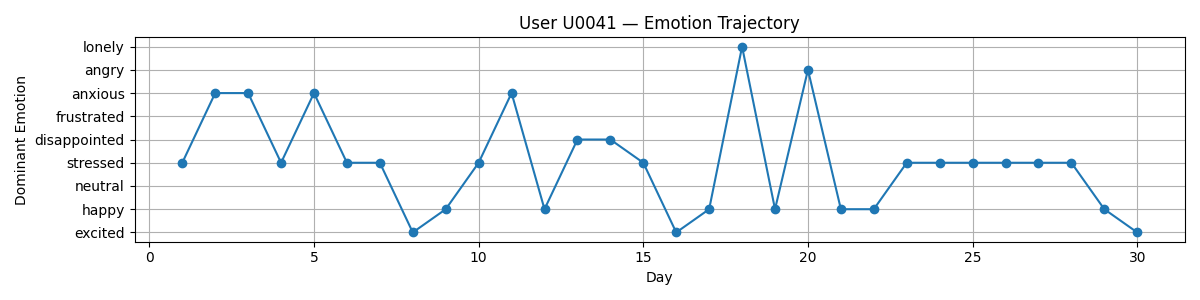 User U0041 — Emotion Trajectory
Dominant Emotion
lonely
angry
anxious
frustrated
disappointed
stressed
neutral
happy
excited
0 5 10 15 20 25 30
Day